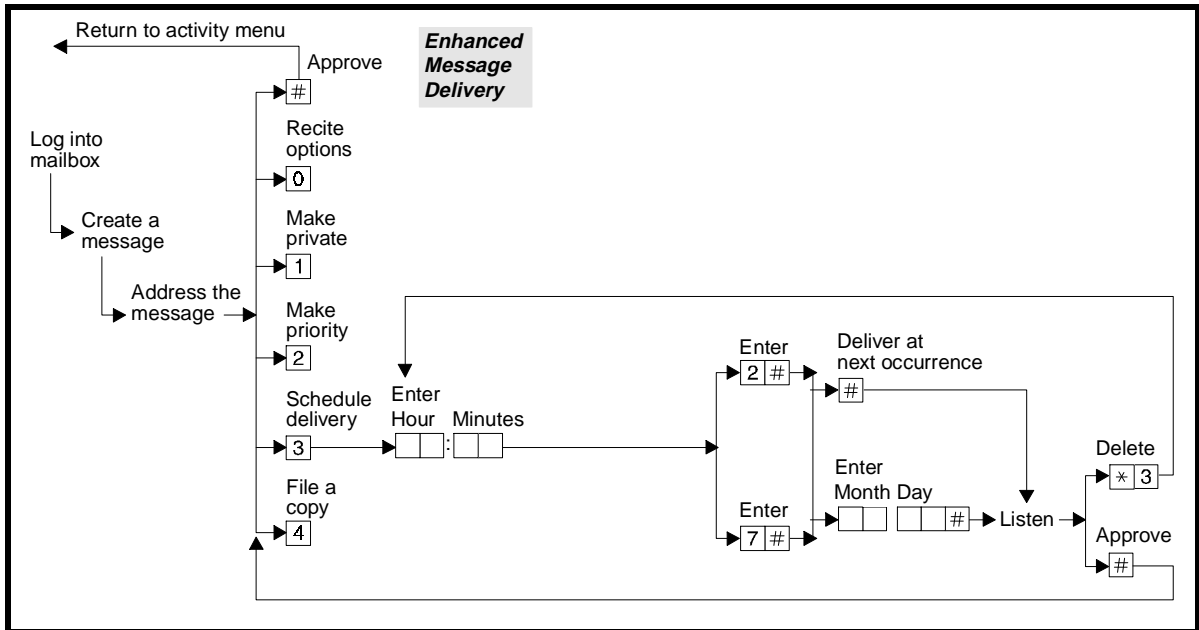 Return to activity menu
Enhanced
Message
Delivery
Approve
#
Recite
options
0
Log into
mailbox
Create a
message
Make
private
1
Address the
message
Make
priority
2
Schedule
delivery
3
Enter
Hour Minutes
:
File a
copy
4
Enter
2 #
Deliver at
next occurrence
#
Enter
7 #
Enter
Month Day
#
Listen
Delete
* 3
Approve
#